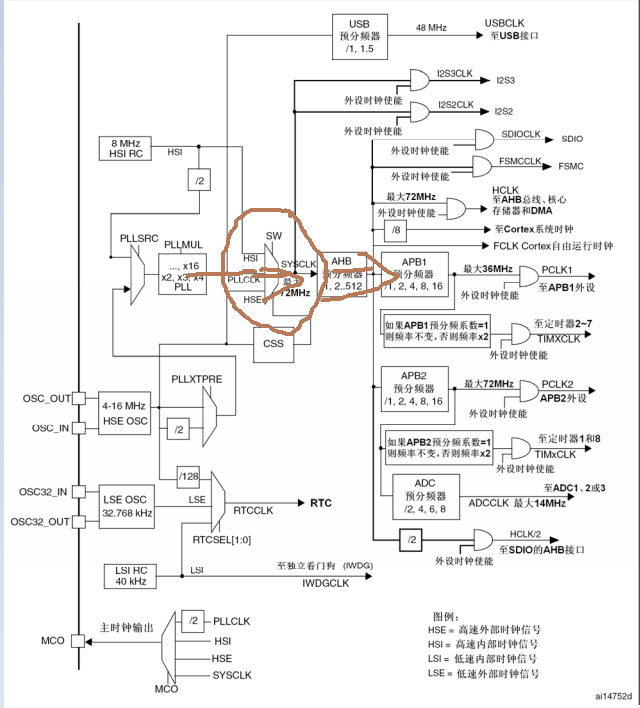 USB
预分频器
/1, 1.5
48 MHz
USBCLK
至USB接口
I2S3CLK
I2S3
外设时钟使能
I2S2CLK
I2S2
外设时钟使能
SDIOCLK
SDIO
外设时钟使能
FSMCCLK
FSMC
外设时钟使能
8 MHz
HSI RC
HSI
/2
最大72MHz
外设时钟使能
HCLK
至AHB总线、核心
存储器和DMA
/8
至Cortex系统时钟
FCLK Cortex自由运行时钟
PLLSRC
PLLMUL
..., x16
x2, x3, x4
PLL
SW
HSI
PLLCLK
HSE
SYSCLK
最大
72MHz
AHB
预分频器
/1, 2..512
APB1
预分频器
/1, 2, 4, 8, 16
最大36MHz
PCLK1
至APB1外设
外设时钟使能
CSS
如果APB1预分频系数=1
则频率不变,否则频率x2
至定时器2~7
TIMXCLK
外设时钟使能
PLLXTPRE
OSC_OUT
OSC_IN
4-16 MHz
HSE OSC
/2
APB2
预分频器
/1, 2, 4, 8, 16
最大72MHz
PCLK2
APB2外设
外设时钟使能
如果APB2预分频系数=1
则频率不变,否则频率x2
至定时器1和8
TIMxCLK
外设时钟使能
/128
OSC32_IN
OSC32_OUT
LSE OSC
32.768 kHz
LSE
RTCCLK
RTC
RTCSEL[1:0]
ADC
预分频器
/2, 4, 6, 8
至ADC1、2或3
ADCCLK 最大14MHz
/2
HCLK/2
至SDIO的AHB接口
外设时钟使能
LSI RC
40 kHz
LSI
至独立看门狗 (IWDG)
IWDGCLK
MCO
主时钟输出
/2
PLLCLK
HSI
HSE
SYSCLK
MCO
图例:
HSE = 高速外部时钟信号
HSI = 高速内部时钟信号
LSI = 低速内部时钟信号
LSE = 低速外部时钟信号
ai14752d